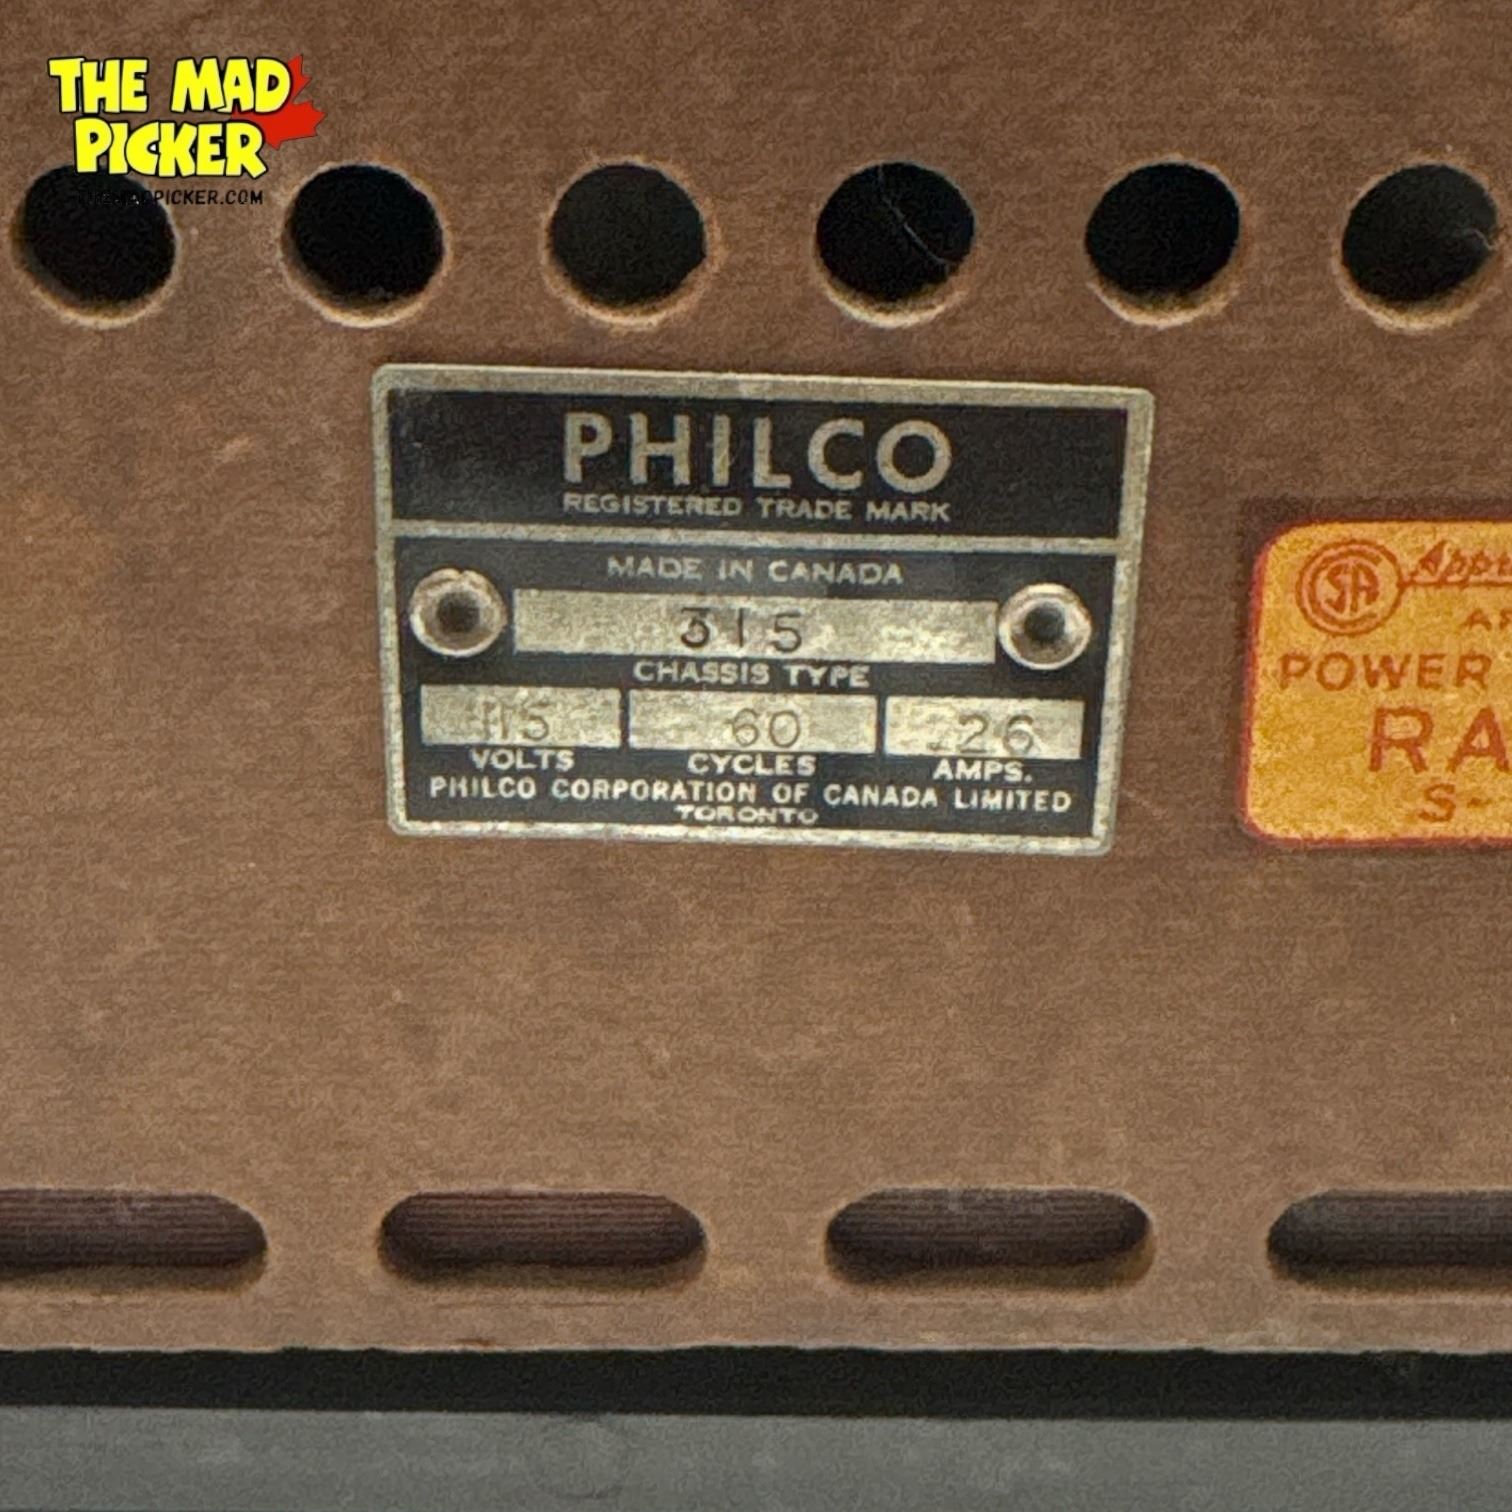 THE MAD
PICKER
THEMADPICKER.COM
PHILCO
REGISTERED TRADE MARK
MADE IN CANADA
315
CHASSIS TYPE
115 60 .26
VOLTS CYCLES AMPS.
PHILCO CORPORATION OF CANADA LIMITED
TORONTO
SA
POWER
RA
S-